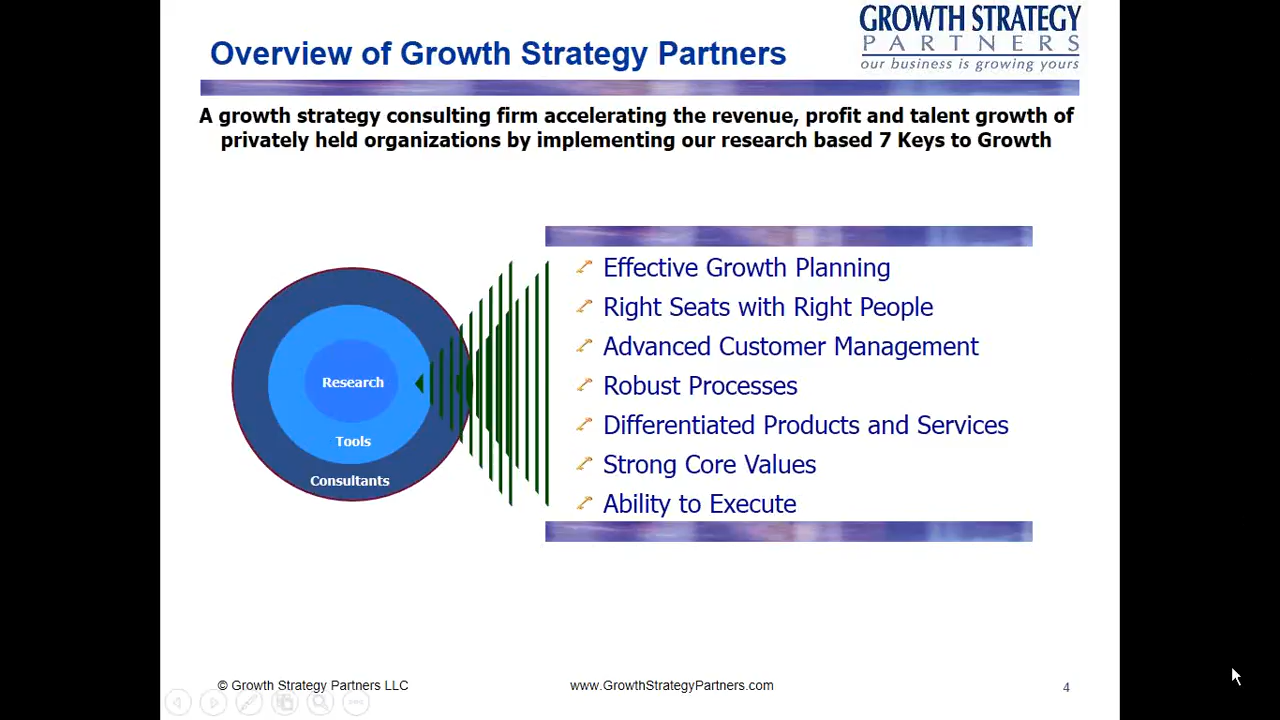 GROWTH STRATEGY
PARTNERS
our business is growing yours
Overview of Growth Strategy Partners
A growth strategy consulting firm accelerating the revenue, profit and talent growth of
privately held organizations by implementing our research based 7 Keys to Growth
Research
Tools
Consultants
Effective Growth Planning
Right Seats with Right People
Advanced Customer Management
Robust Processes
Differentiated Products and Services
Strong Core Values
Ability to Execute
© Growth Strategy Partners LLC
www.GrowthStrategyPartners.com
4